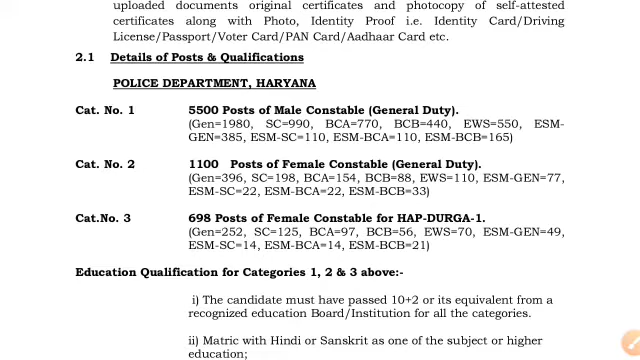 uploaded documents original certificates and photocopy of self-attested
certificates along with Photo, Identity Proof i.e. Identity Card/Driving
License/Passport/Voter Card/PAN Card/Aadhaar Card etc.
2.1 Details of Posts & Qualifications
POLICE DEPARTMENT, HARYANA
Cat. No. 1 5500 Posts of Male Constable (General Duty).
(Gen=1980, SC=990, BCA=770, BCB=440, EWS=550, ESM-
GEN=385, ESM-SC=110, ESM-BCA=110, ESM-BCB=165)
Cat. No. 2 1100 Posts of Female Constable (General Duty).
(Gen=396, SC=198, BCA=154, BCB=88, EWS=110, ESM-GEN=77,
ESM-SC=22, ESM-BCA=22, ESM-BCB=33)
Cat.No. 3 698 Posts of Female Constable for HAP-DURGA-1.
(Gen=252, SC=125, BCA=97, BCB=56, EWS=70, ESM-GEN=49,
ESM-SC=14, ESM-BCA=14, ESM-BCB=21)
Education Qualification for Categories 1, 2 & 3 above:-
i) The candidate must have passed 10+2 or its equivalent from a
recognized education Board/Institution for all the categories.
ii) Matric with Hindi or Sanskrit as one of the subject or higher
education;